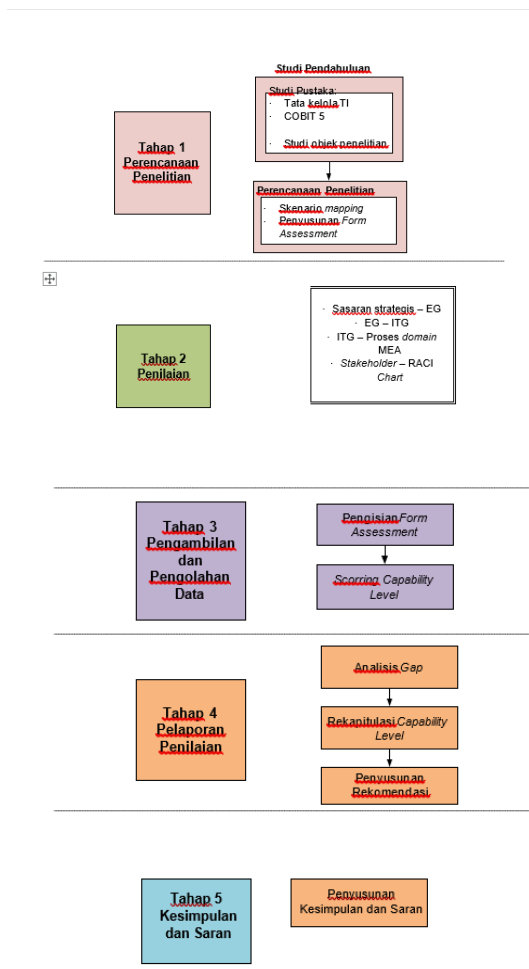 Studi Pendahuluan
Studi Pustaka:
· Tata kelola TI
· COBIT 5
· Studi objek penelitian
Tahap 1
Perencanaan
Penelitian
Perencanaan Penelitian
· Skenario mapping
· Penyusunan Form
Assessment
Tahap 2
Penilaian
· Sasaran strategis – EG
· EG – ITG
· ITG – Proses domain
MEA
· Stakeholder – RACI
Chart
Tahap 3
Pengambilan
dan
Pengolahan
Data
Pengisian Form
Assessment
Scorring Capability
Level
Tahap 4
Pelaporan
Penilaian
Analisis Gap
Rekapitulasi Capability
Level
Penyusunan
Rekomendasi
Tahap 5
Kesimpulan
dan Saran
Penyusunan
Kesimpulan dan Saran